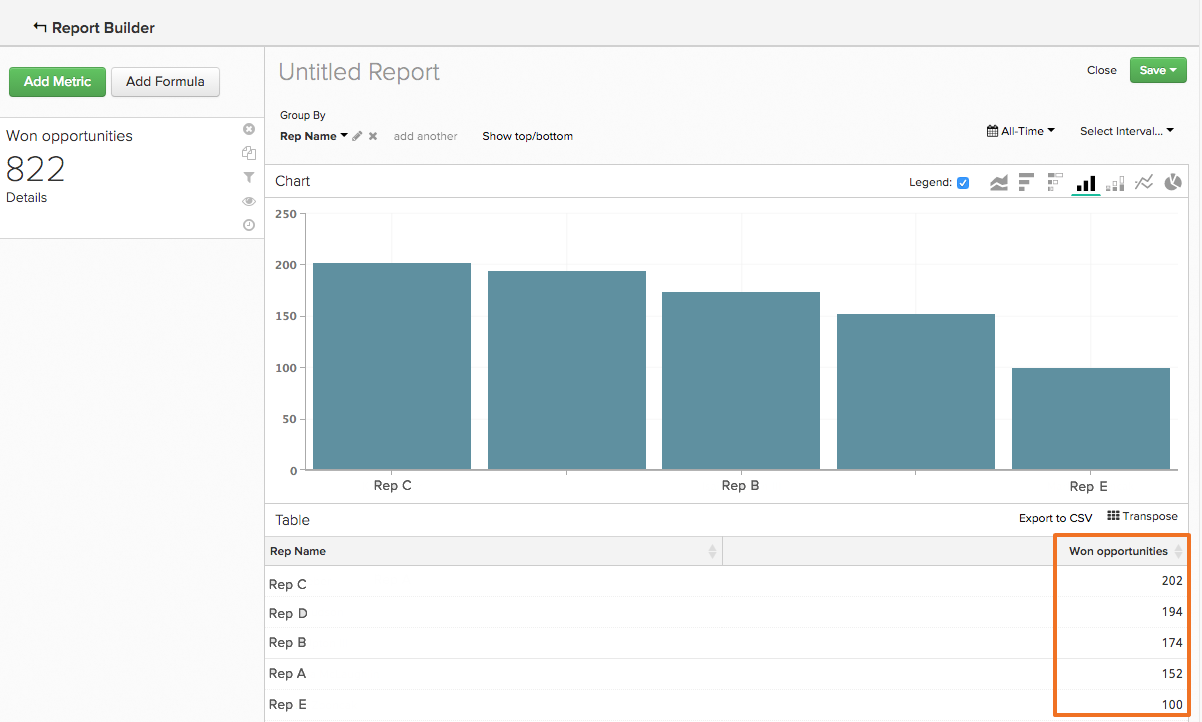 Report Builder
Add Metric
Add Formula
Won opportunities
822
Details
Untitled Report
Close
Save
Group By
Rep Name
add another
Show top/bottom
All-Time
Select Interval...
Chart
Legend:
250
200
150
100
50
0
Rep C
Rep B
Rep E
Table
Export to CSV
Transpose
Rep Name
Won opportunities
Rep C
202
Rep D
194
Rep B
174
Rep A
152
Rep E
100